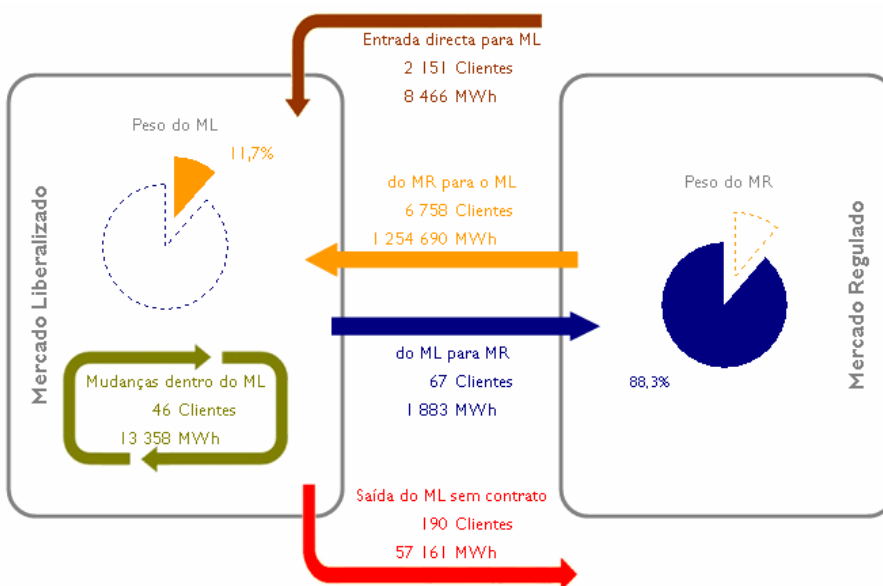 Entrada directa para ML
2 151 Clientes
8 466 MWh
Mercado Liberalizado
Peso do ML
11,7%
do MR para o ML
6 758 Clientes
1 254 690 MWh
Peso do MR
88,3%
Mercado Regulado
do ML para MR
67 Clientes
1 883 MWh
Mudanças dentro do ML
46 Clientes
13 358 MWh
Saída do ML sem contrato
190 Clientes
57 161 MWh